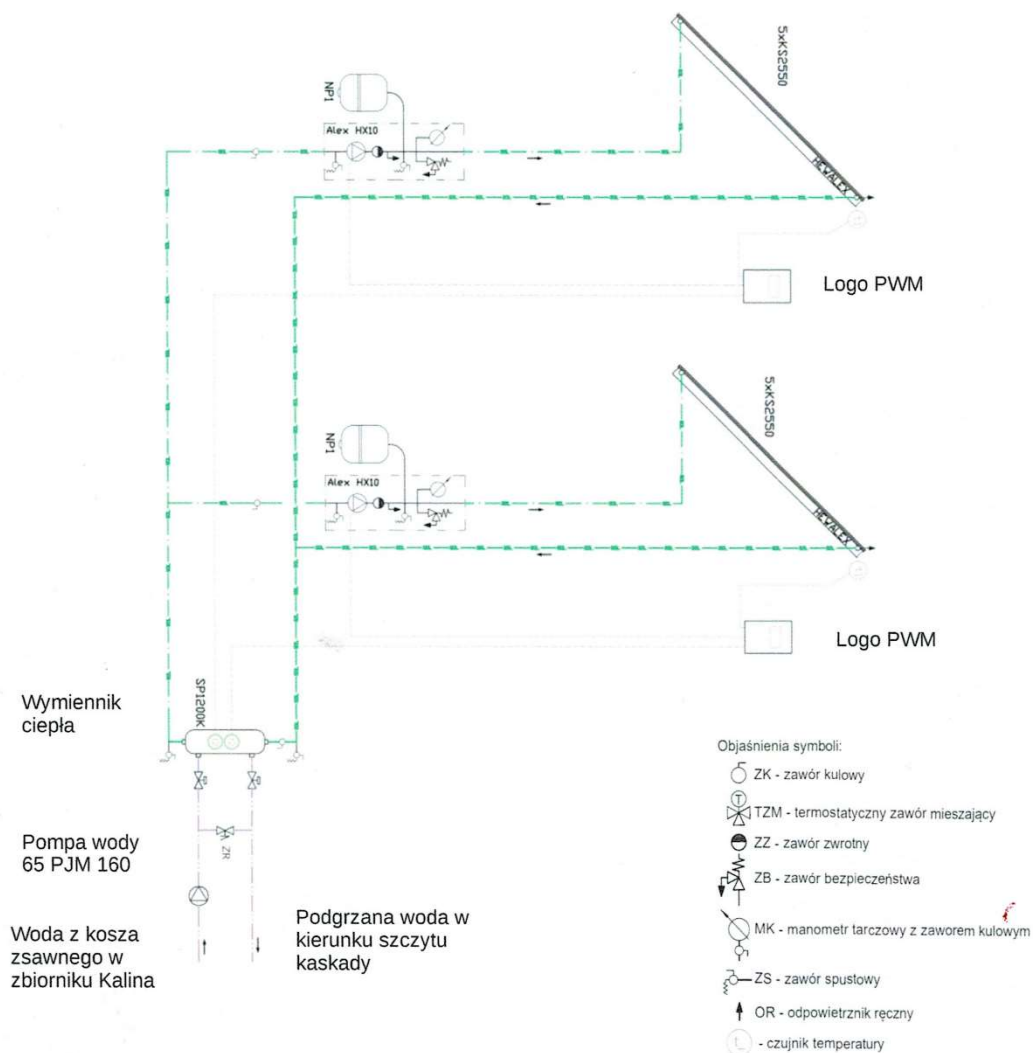 5xKS2550
NP1
Alex HX10
HEWALEX
Logo PWM
5xKS2550
NP1
Alex HX10
HEWALEX
Logo PWM
Wymiennik
ciepła
SP1200K
Pompa wody
65 PJM 160
ZR
Woda z kosza
zsawnego w
zbiorniku Kalina
Podgrzana woda w
kierunku szczytu
kaskady
Objaśnienia symboli:
ZK - zawór kulowy
T
TZM - termostatyczny zawór mieszający
ZZ - zawór zwrotny
ZB - zawór bezpieczeństwa
MK - manometr tarczowy z zaworem kulowym
ZS - zawór spustowy
OR - odpowietrznik ręczny
- czujnik temperatury